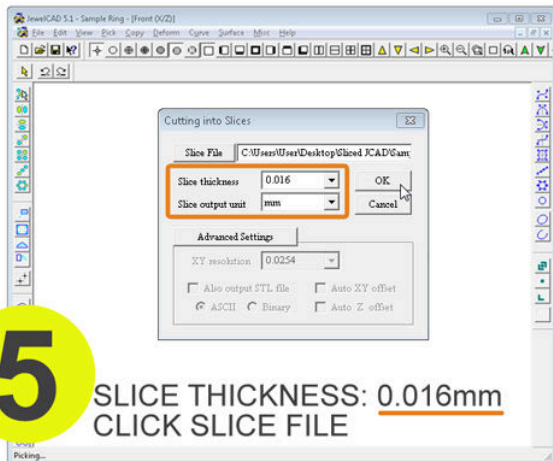 JewelCAD 5.1 - Sample Ring - [Front (X/Z)]
File Edit View Pick Copy Deform Curve Surface Misc Help
Cutting into Slices
Slice File C:\Users\User\Desktop\Sliced JCAD\Sam
Slice thickness 0.016 OK
Slice output unit mm Cancel
Advanced Settings
XY resolution 0.0254
Also output STL file Auto XY offset
ASCII Binary Auto Z offset
5
SLICE THICKNESS: 0.016mm
CLICK SLICE FILE
Picking...